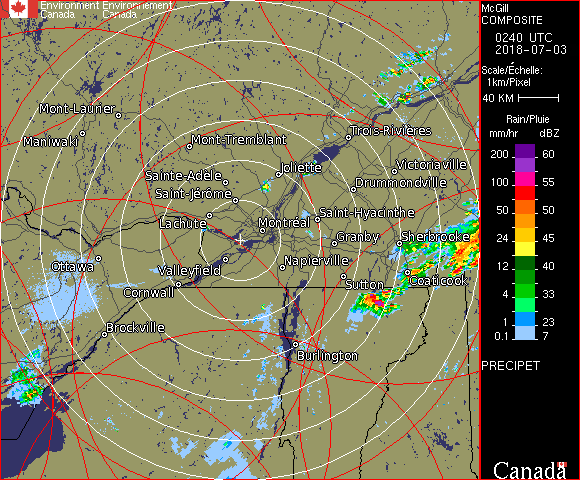 Environment Environnement
Canada Canada
McGill
COMPOSITE
0240 UTC
2018-07-03
Scale/Échelle:
1km/Pixel
40 KM
Rain/Pluie
mm/hr dBZ
200 60
100 55
50 50
24 45
12 40
4 33
2 23
0.1 7
PRECIPET
Canada
Mont-Laurier
Maniwaki
Mont-Tremblant
Trois-Rivières
Joliette
Victoriaville
Sainte-Adèle
Drummondville
Saint-Jérôme
Saint-Hyacinthe
Lachute
Montréal
Granby
Sherbrooke
Ottawa
Valleyfield
Napierville
Coaticook
Sutton
Cornwall
Brockville
Burlington